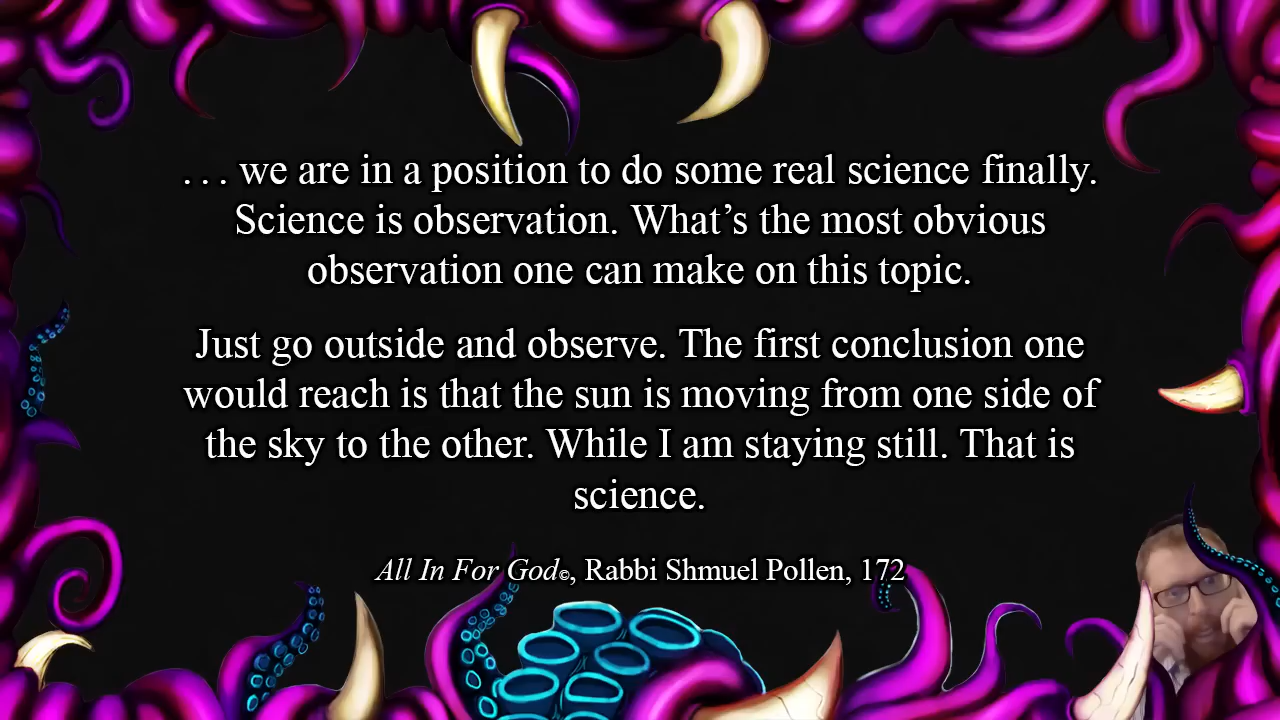 . . . we are in a position to do some real science finally.
Science is observation. What’s the most obvious
observation one can make on this topic.
Just go outside and observe. The first conclusion one
would reach is that the sun is moving from one side of
the sky to the other. While I am staying still. That is
science.
All In For God©, Rabbi Shmuel Pollen, 172